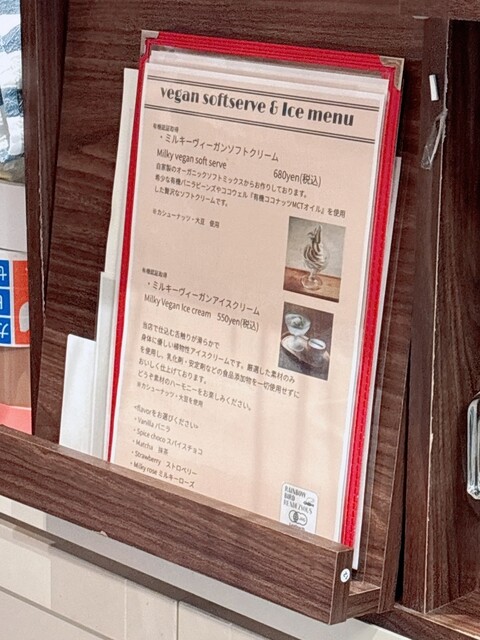 vegan softserve & Ice menu
有機認証取得
・ミルキーヴィーガンソフトクリーム
Milky vegan soft serve 680yen(税込)
自家製のオーガニックソフトミックスからお作りしております。
希少な有機バニラビーンズやココウェル『有機ココナッツMCTオイル』を使用
した贅沢なソフトクリームです。
※カシューナッツ・大豆 使用
有機認証取得
・ミルキーヴィーガンアイスクリーム
Milky Vegan Ice cream 550yen(税込)
当店で仕込む舌触りが滑らかで
身体に優しい植物性アイスクリームです。厳選した素材のみ
を使用し、乳化剤・安定剤などの食品添加物を一切使用せずに
おいしく仕上げております。
どうぞ素材のハーモニーをお楽しみください。
※カシューナッツ・大豆を使用
<flavorをお選びください>
・Vanilla バニラ
・Spice choco スパイスチョコ
・Matcha 抹茶
・Strawberry ストロベリー
・Milky rose ミルキーローズ
RAINBOW
BIRD
RENDEZVOUS